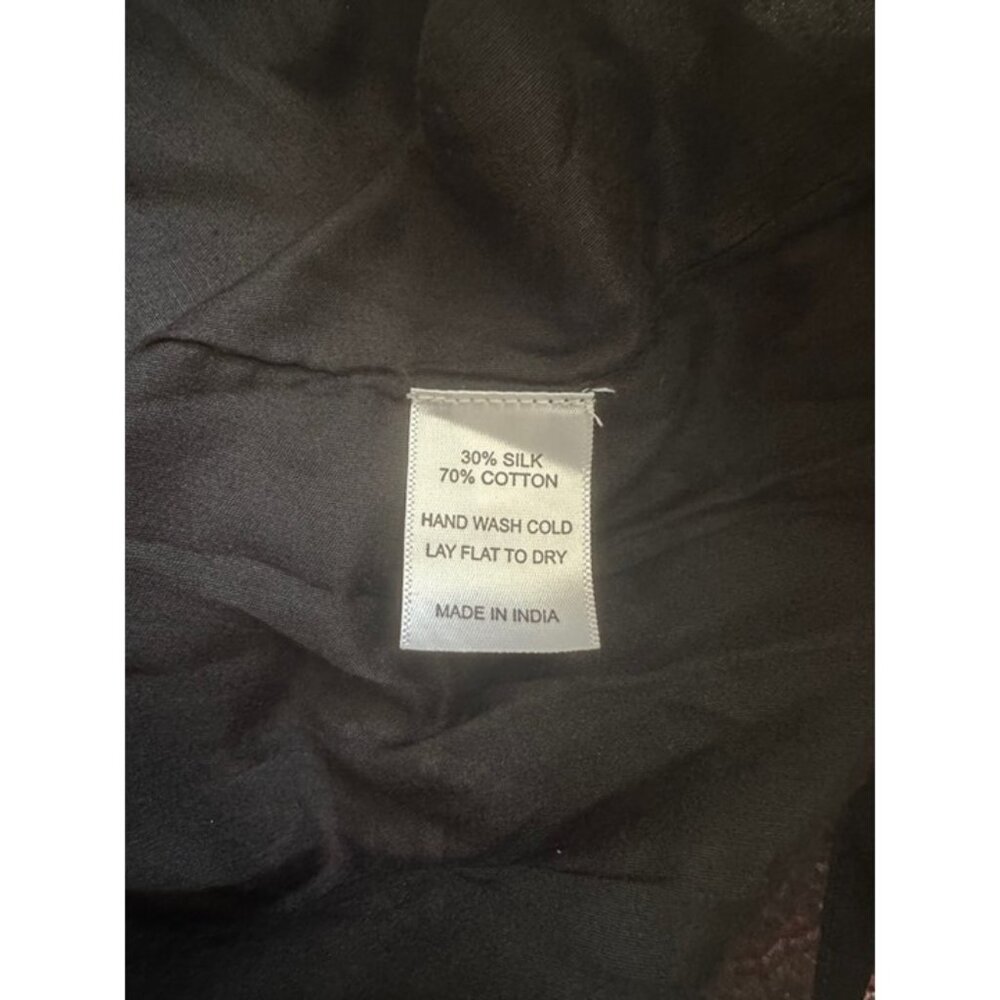 30% SILK
70% COTTON
HAND WASH COLD
LAY FLAT TO DRY
MADE IN INDIA